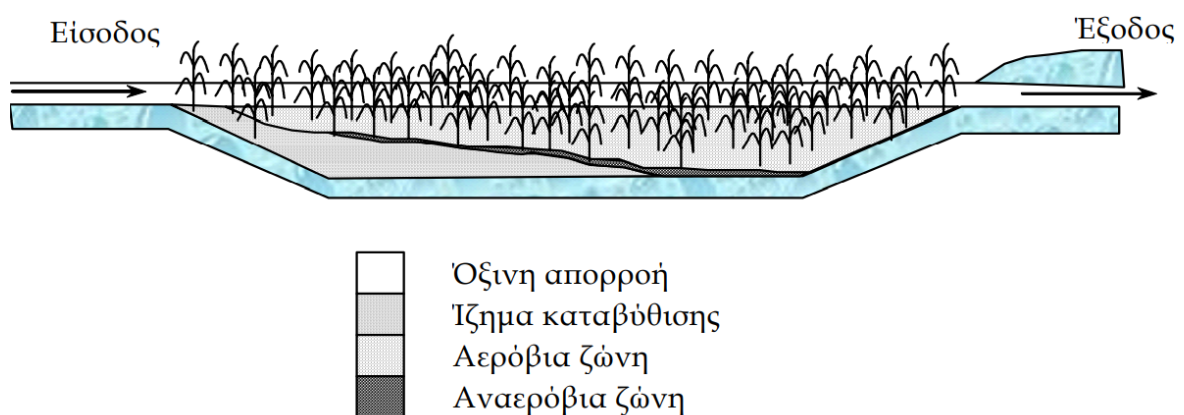 Είσοδος
Έξοδος
Όξινη απορροή
Ίζημα καταβύθισης
Αερόβια ζώνη
Αναερόβια ζώνη